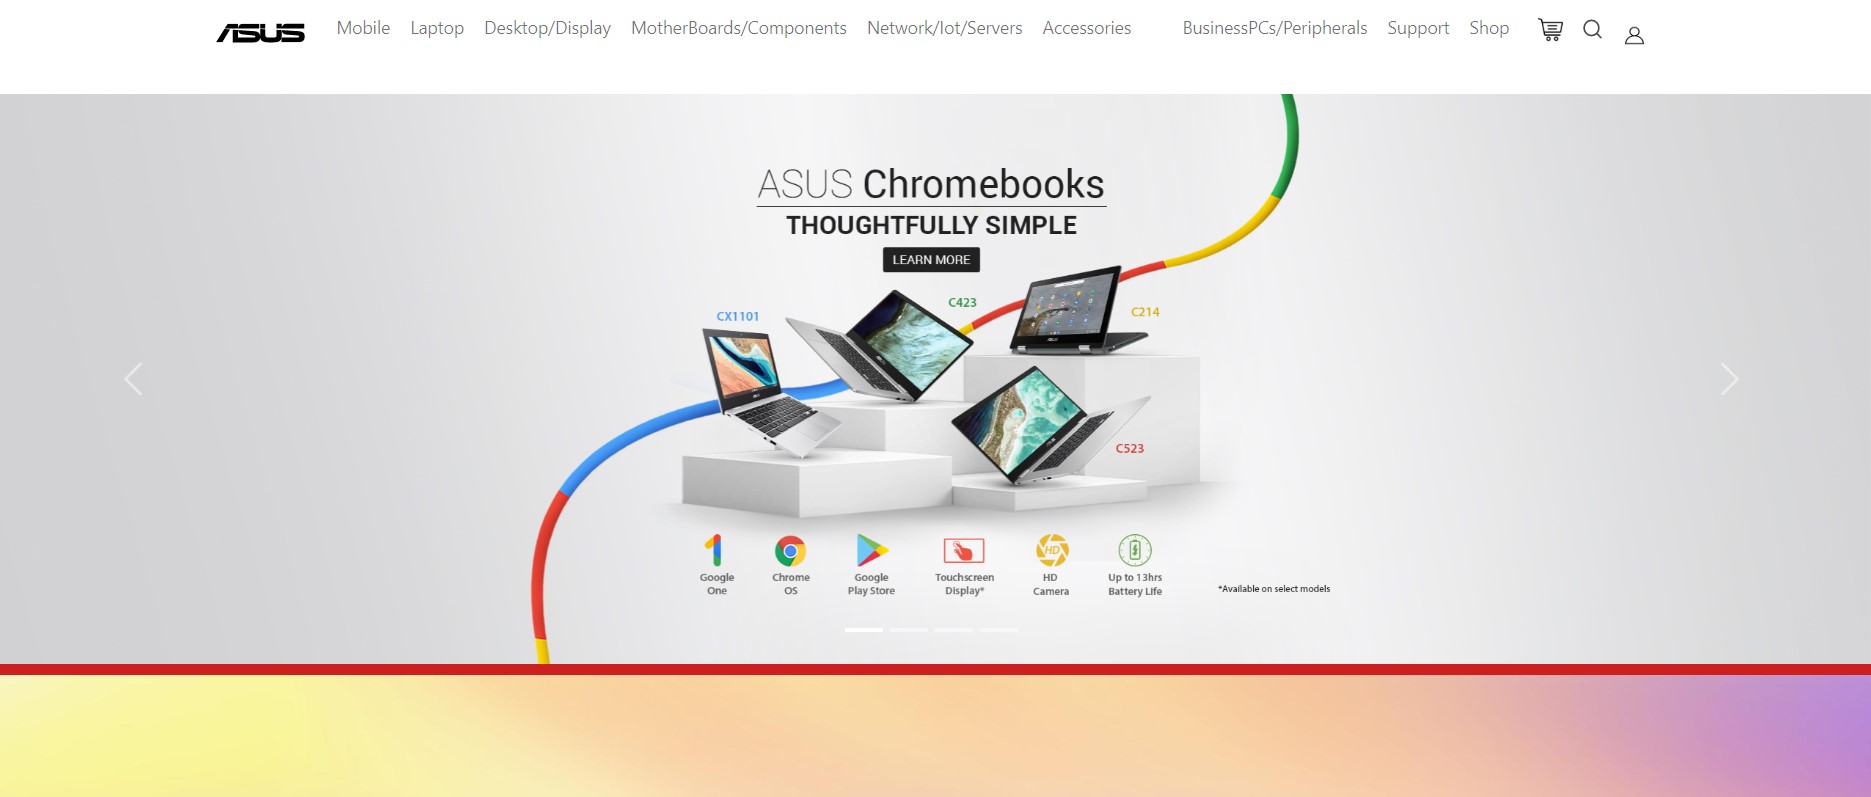 ASUS Mobile Laptop Desktop/Display MotherBoards/Components Network/Iot/Servers Accessories BusinessPCs/Peripherals Support Shop
ASUS Chromebooks
THOUGHTFULLY SIMPLE
LEARN MORE
C423
CX1101
C214
C523
HD
Google
One
Chrome
OS
Google
Play Store
Touchscreen
Display*
HD
Camera
Up to 13hrs
Battery Life
*Available on select models